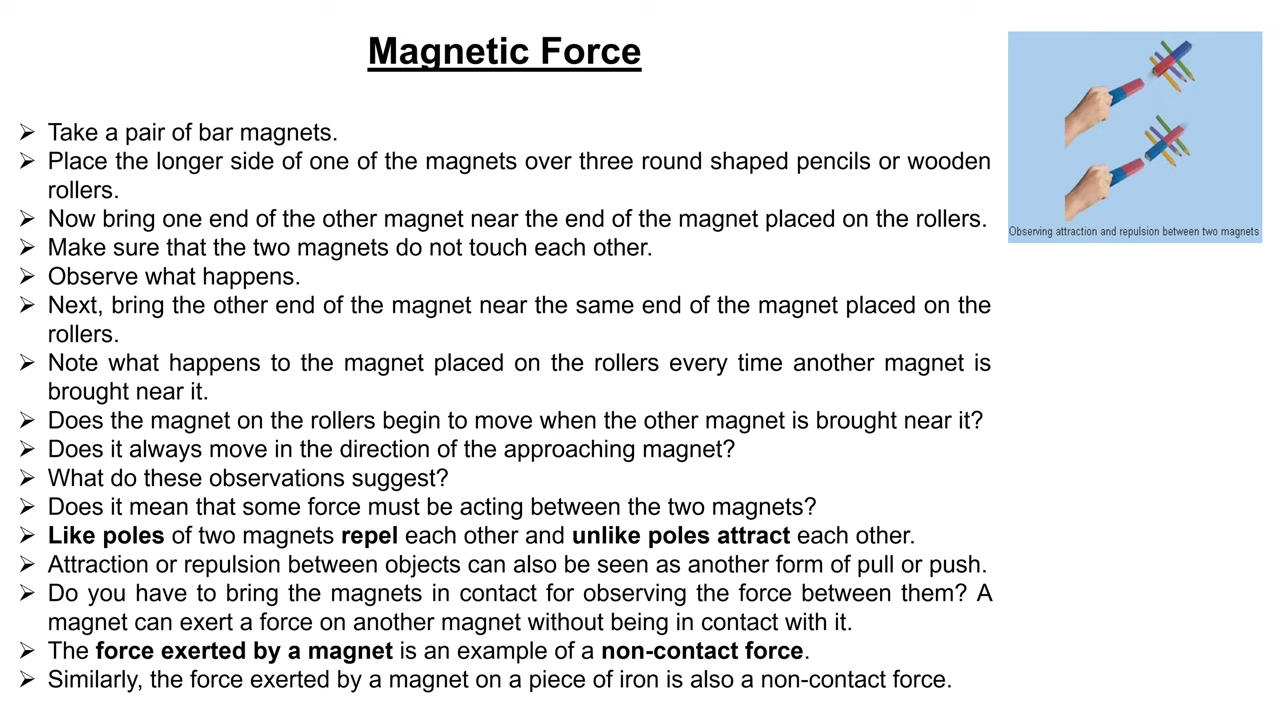 Magnetic Force
➢ Take a pair of bar magnets.
➢ Place the longer side of one of the magnets over three round shaped pencils or wooden
rollers.
➢ Now bring one end of the other magnet near the end of the magnet placed on the rollers.
➢ Make sure that the two magnets do not touch each other.
➢ Observe what happens.
➢ Next, bring the other end of the magnet near the same end of the magnet placed on the
rollers.
➢ Note what happens to the magnet placed on the rollers every time another magnet is
brought near it.
➢ Does the magnet on the rollers begin to move when the other magnet is brought near it?
➢ Does it always move in the direction of the approaching magnet?
➢ What do these observations suggest?
➢ Does it mean that some force must be acting between the two magnets?
➢ Like poles of two magnets repel each other and unlike poles attract each other.
➢ Attraction or repulsion between objects can also be seen as another form of pull or push.
➢ Do you have to bring the magnets in contact for observing the force between them? A
magnet can exert a force on another magnet without being in contact with it.
➢ The force exerted by a magnet is an example of a non-contact force.
➢ Similarly, the force exerted by a magnet on a piece of iron is also a non-contact force.
Observing attraction and repulsion between two magnets